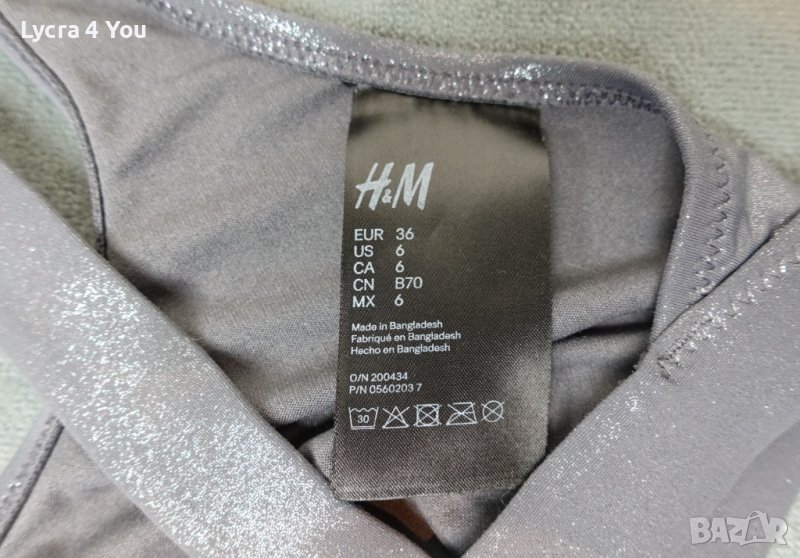 Lycra 4 You
H&M
EUR 36
US 6
CA 6
CN B70
MX 6
Made in Bangladesh
Fabriqué en Bangladesh
Hecho en Bangladesh
O/N 200434
P/N 0560203 7
30
BAZAR